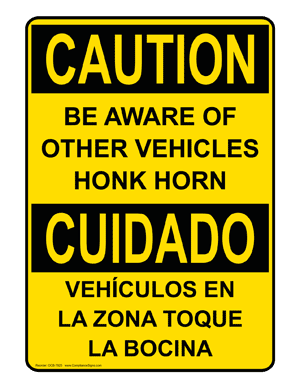 CAUTION
BE AWARE OF
OTHER VEHICLES
HONK HORN
CUIDADO
VEHÍCULOS EN
LA ZONA TOQUE
LA BOCINA